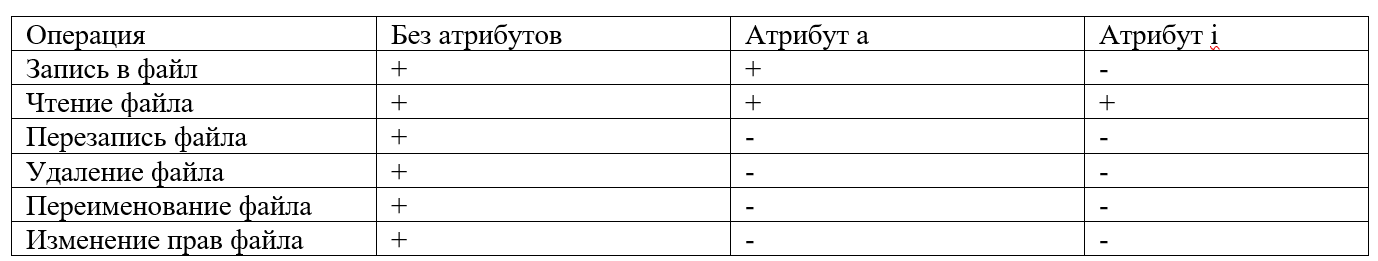 Операция Без атрибутов Атрибут a Атрибут i
Запись в файл + + -
Чтение файла + + +
Перезапись файла + - -
Удаление файла + - -
Переименование файла + - -
Изменение прав файла + - -